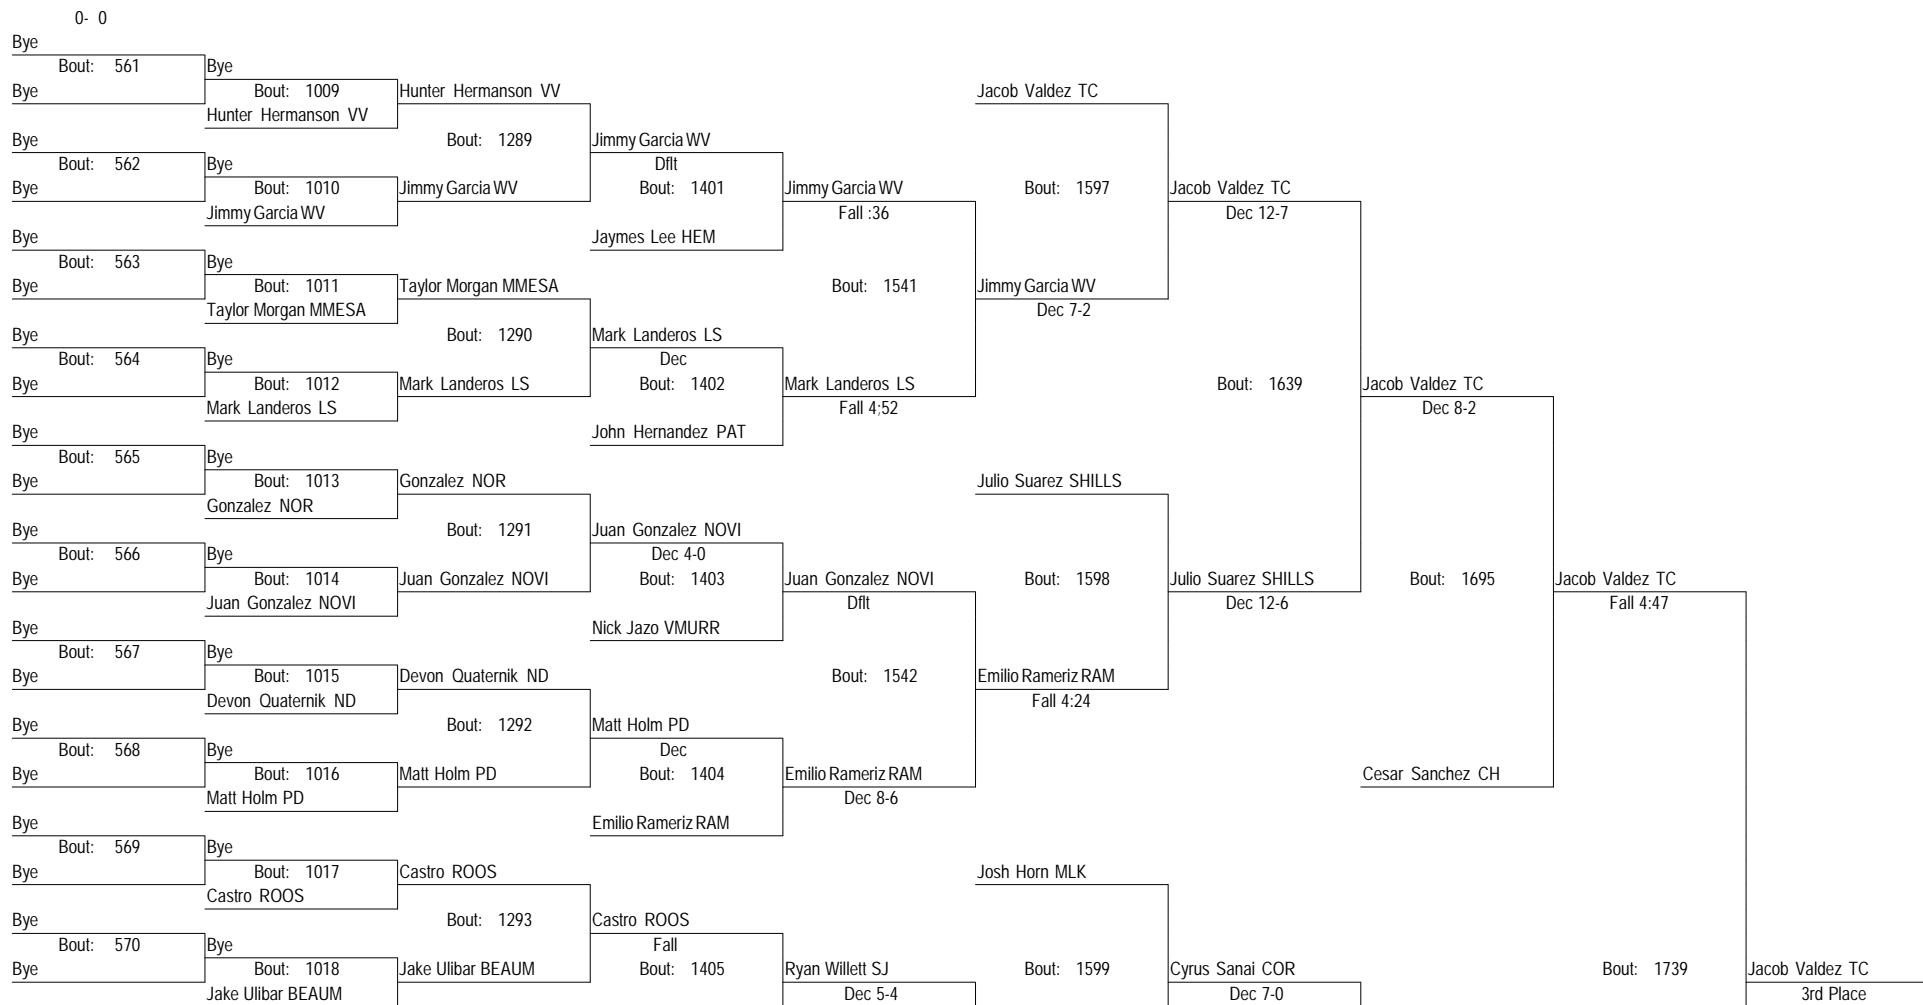 0- 0
Bye
Bout: 561 Bye
Bye Bout: 1009 Hunter Hermanson VV Jacob Valdez TC
Hunter Hermanson VV
Bye Bout: 1289 Jimmy Garcia WV
Bout: 562 Bye Dflt
Bye Bout: 1010 Jimmy Garcia WV Bout: 1401 Jimmy Garcia WV Bout: 1597 Jacob Valdez TC
Jimmy Garcia WV Fall :36 Dec 12-7
Bye Jaymes Lee HEM
Bout: 563 Bye
Bye Bout: 1011 Taylor Morgan MMESA Bout: 1541 Jimmy Garcia WV
Taylor Morgan MMESA Dec 7-2
Bye Bout: 1290 Mark Landeros LS
Bout: 564 Bye Dec
Bye Bout: 1012 Mark Landeros LS Bout: 1402 Mark Landeros LS Bout: 1639 Jacob Valdez TC
Mark Landeros LS Fall 4;52 Dec 8-2
Bye John Hernandez PAT
Bout: 565 Bye
Bye Bout: 1013 Gonzalez NOR Julio Suarez SHILLS
Gonzalez NOR
Bye Bout: 1291 Juan Gonzalez NOVI
Bout: 566 Bye Dec 4-0
Bye Bout: 1014 Juan Gonzalez NOVI Bout: 1403 Juan Gonzalez NOVI Bout: 1598 Julio Suarez SHILLS Bout: 1695 Jacob Valdez TC
Juan Gonzalez NOVI Dflt Dec 12-6 Fall 4:47
Bye Nick Jazo VMURR
Bout: 567 Bye
Bye Bout: 1015 Devon Quaternik ND Bout: 1542 Emilio Rameriz RAM
Devon Quaternik ND Fall 4:24
Bye Bout: 1292 Matt Holm PD
Bout: 568 Bye Dec
Bye Bout: 1016 Matt Holm PD Bout: 1404 Emilio Rameriz RAM Cesar Sanchez CH
Matt Holm PD Dec 8-6
Bye Emilio Rameriz RAM
Bout: 569 Bye
Bye Bout: 1017 Castro ROOS Josh Horn MLK
Castro ROOS
Bye Bout: 1293 Castro ROOS
Bout: 570 Bye Fall
Bye Bout: 1018 Jake Ulibar BEAUM Bout: 1405 Ryan Willett SJ Bout: 1599 Cyrus Sanai COR Bout: 1739 Jacob Valdez TC
Jake Ulibar BEAUM Dec 5-4 Dec 7-0 3rd Place